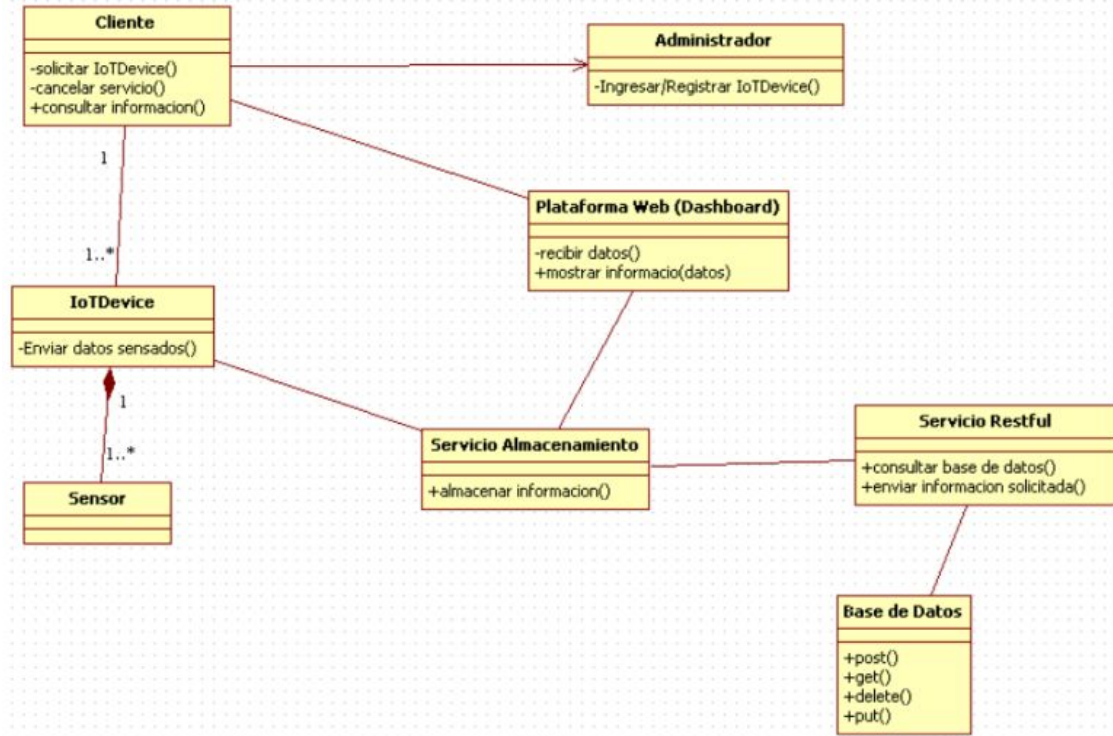 Cliente
-solicitar IoTDevice()
-cancelar servicio()
+consultar informacion()
Administrador
-Ingresar/Registrar IoTDevice()
1
1..*
Plataforma Web (Dashboard)
-recibir datos()
+mostrar informacio(datos)
IoTDevice
-Enviar datos sensados()
1
1..*
Sensor
Servicio Almacenamiento
+almacenar informacion()
Servicio Restful
+consultar base de datos()
+enviar informacion solicitada()
Base de Datos
+post()
+get()
+delete()
+put()